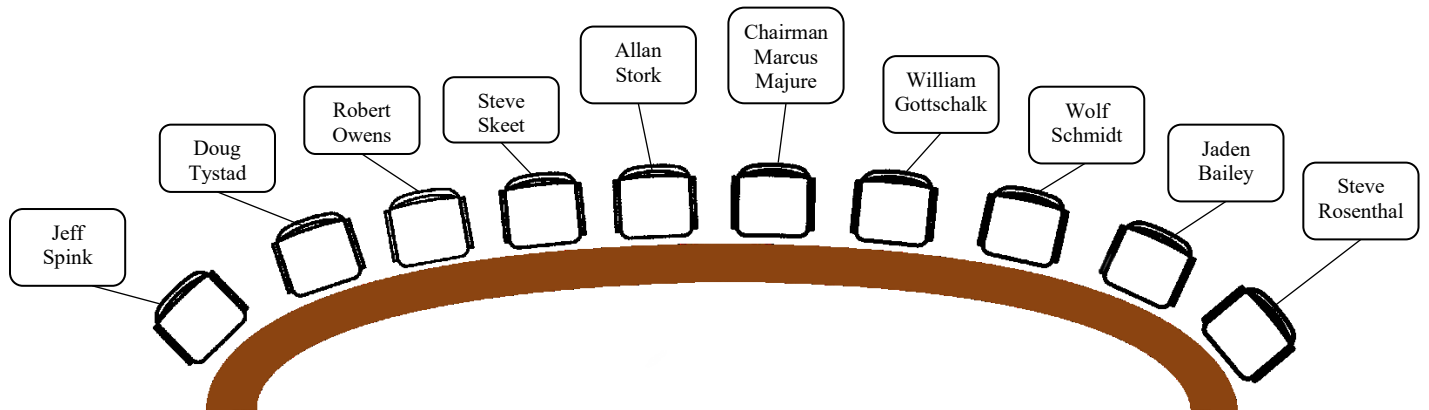 Jeff
Spink
Doug
Tystad
Robert
Owens
Steve
Skeet
Allan
Stork
Chairman
Marcus
Majure
William
Gottschalk
Wolf
Schmidt
Jaden
Bailey
Steve
Rosenthal